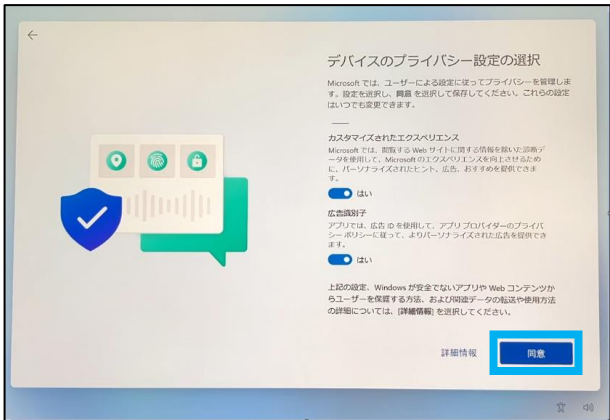 デバイスのプライバシー設定の選択
Microsoft では、ユーザーによる設定に従ってプライバシーを管理しま
す。設定を選択し、同意 を選択して保存してください。これらの設定
はいつでも変更できます。
カスタマイズされたエクスペリエンス
Microsoft では、閲覧する Web サイトに関する情報を除いた診断デ
ータを使用して、Microsoft のエクスペリエンスを向上させるため
に、パーソナライズされたヒント、広告、おすすめを提供できま
す。
はい
広告識別子
アプリでは、広告 ID を使用して、アプリ プロバイダーのプライバ
シー ポリシーに従って、よりパーソナライズされた広告を提供でき
ます。
はい
上記の設定、Windows が安全でないアプリや Web コンテンツか
らユーザーを保護する方法、および関連データの転送や使用方法
の詳細については、[詳細情報] を選択してください。
詳細情報
同意